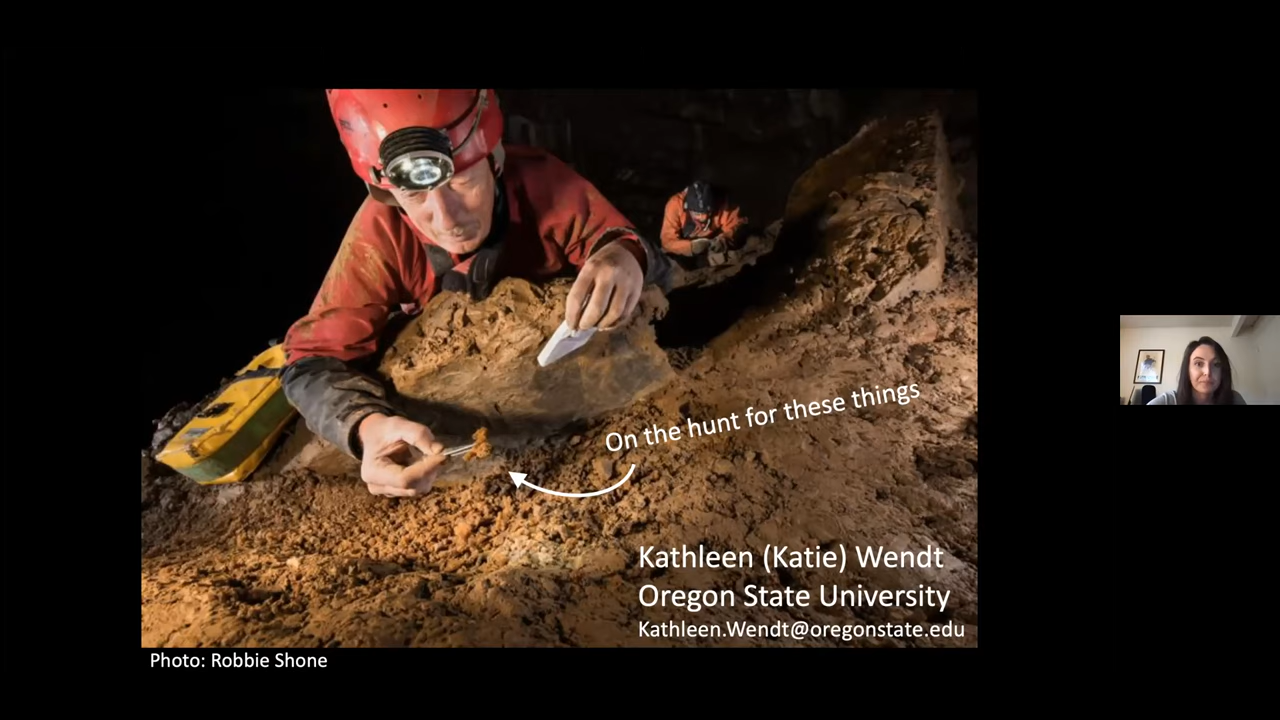 On the hunt for these things
Kathleen (Katie) Wendt
Oregon State University
Kathleen.Wendt@oregonstate.edu
Photo: Robbie Shone